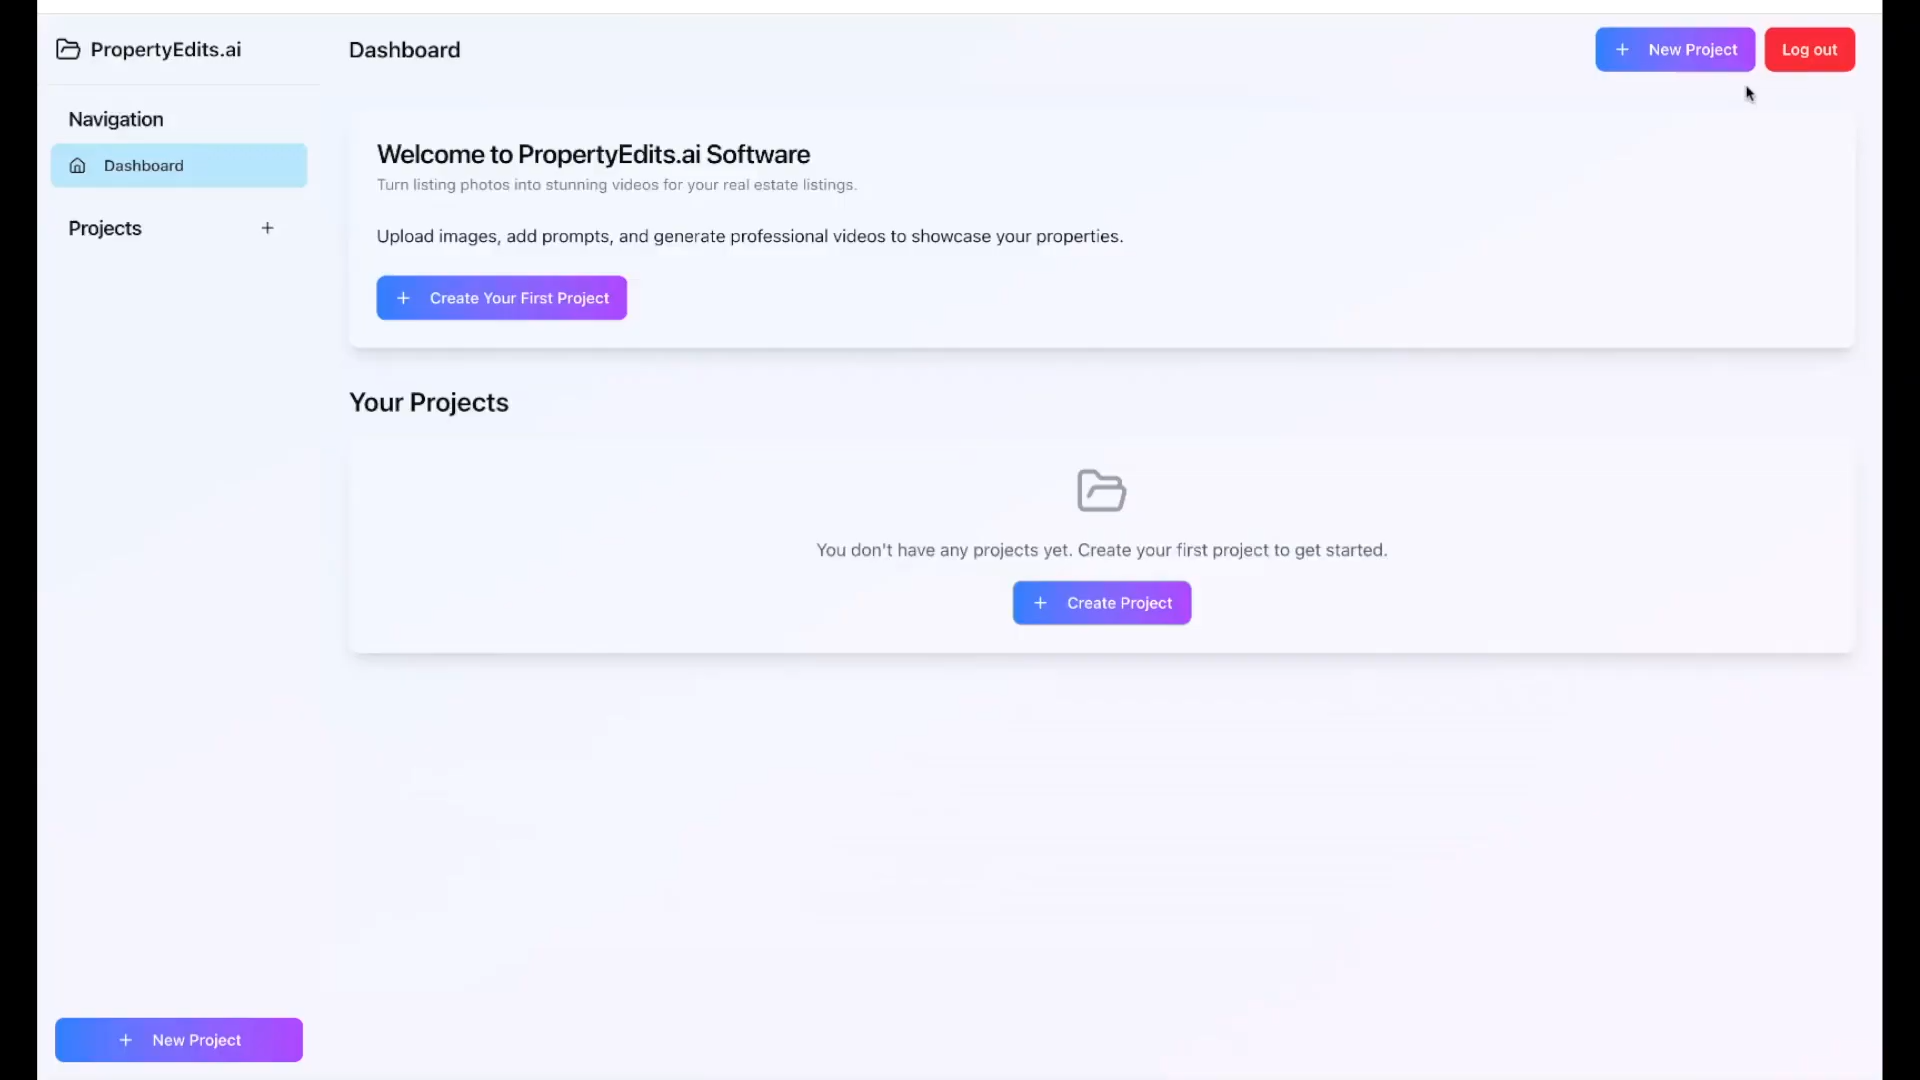 PropertyEdits.ai
Dashboard
New Project
Log out
Navigation
Dashboard
Projects
Welcome to PropertyEdits.ai Software
Turn listing photos into stunning videos for your real estate listings.
Upload images, add prompts, and generate professional videos to showcase your properties.
Create Your First Project
Your Projects
You don't have any projects yet. Create your first project to get started.
Create Project
New Project